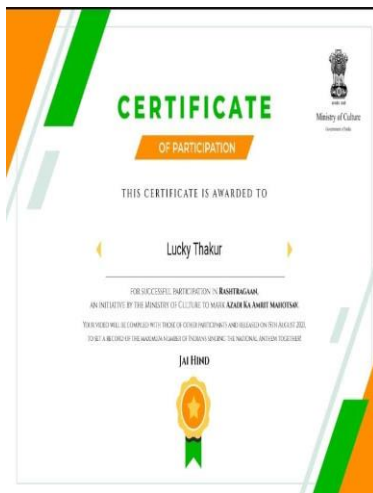 CERTIFICATE
Ministry of Culture
Government of India
OF PARTICIPATION
THIS CERTIFICATE IS AWARDED TO
Lucky Thakur
FOR SUCCESSFUL PARTICIPATION IN RASHTRAGAAN,
AN INITIATIVE BY THE MINISTRY OF CULTURE TO MARK AZADI KA AMRIT MAHOTSAV.
YOUR VIDEO WILL BE COMPILED WITH THOSE OF OTHER PARTICIPANTS AND RELEASED ON 15TH AUGUST 2021,
TO SET A RECORD OF THE MAXIMUM NUMBER OF INDIANS SINGING THE NATIONAL ANTHEM TOGETHER!
JAI HIND